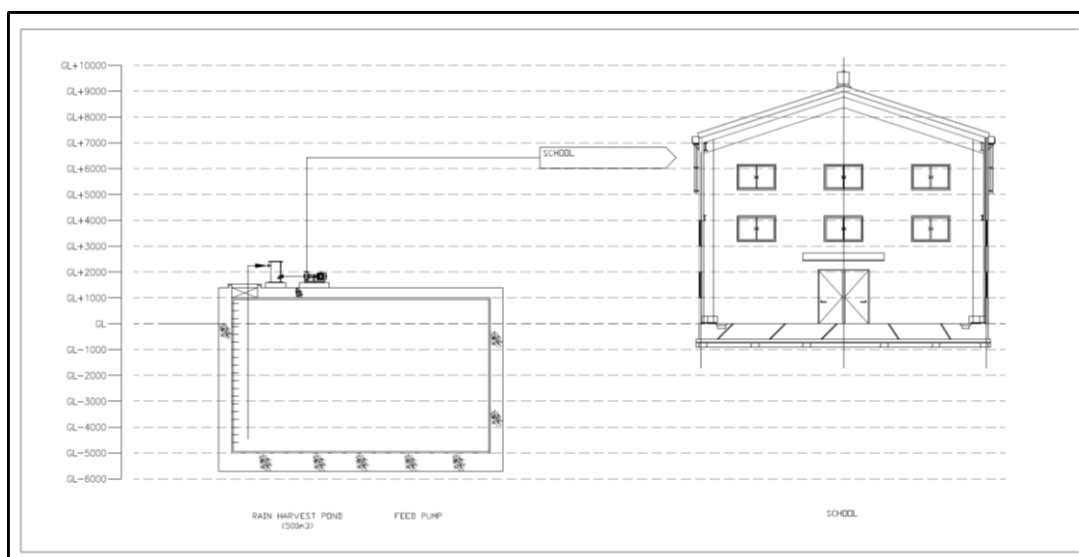 GL+10000
GL+9000
GL+8000
GL+7000
GL+6000
GL+5000
GL+4000
GL+3000
GL+2000
GL+1000
GL
GL-1000
GL-2000
GL-3000
GL-4000
GL-5000
GL-6000
SCHOOL
RAIN HARVEST POND
(500m3)
FEED PUMP
SCHOOL